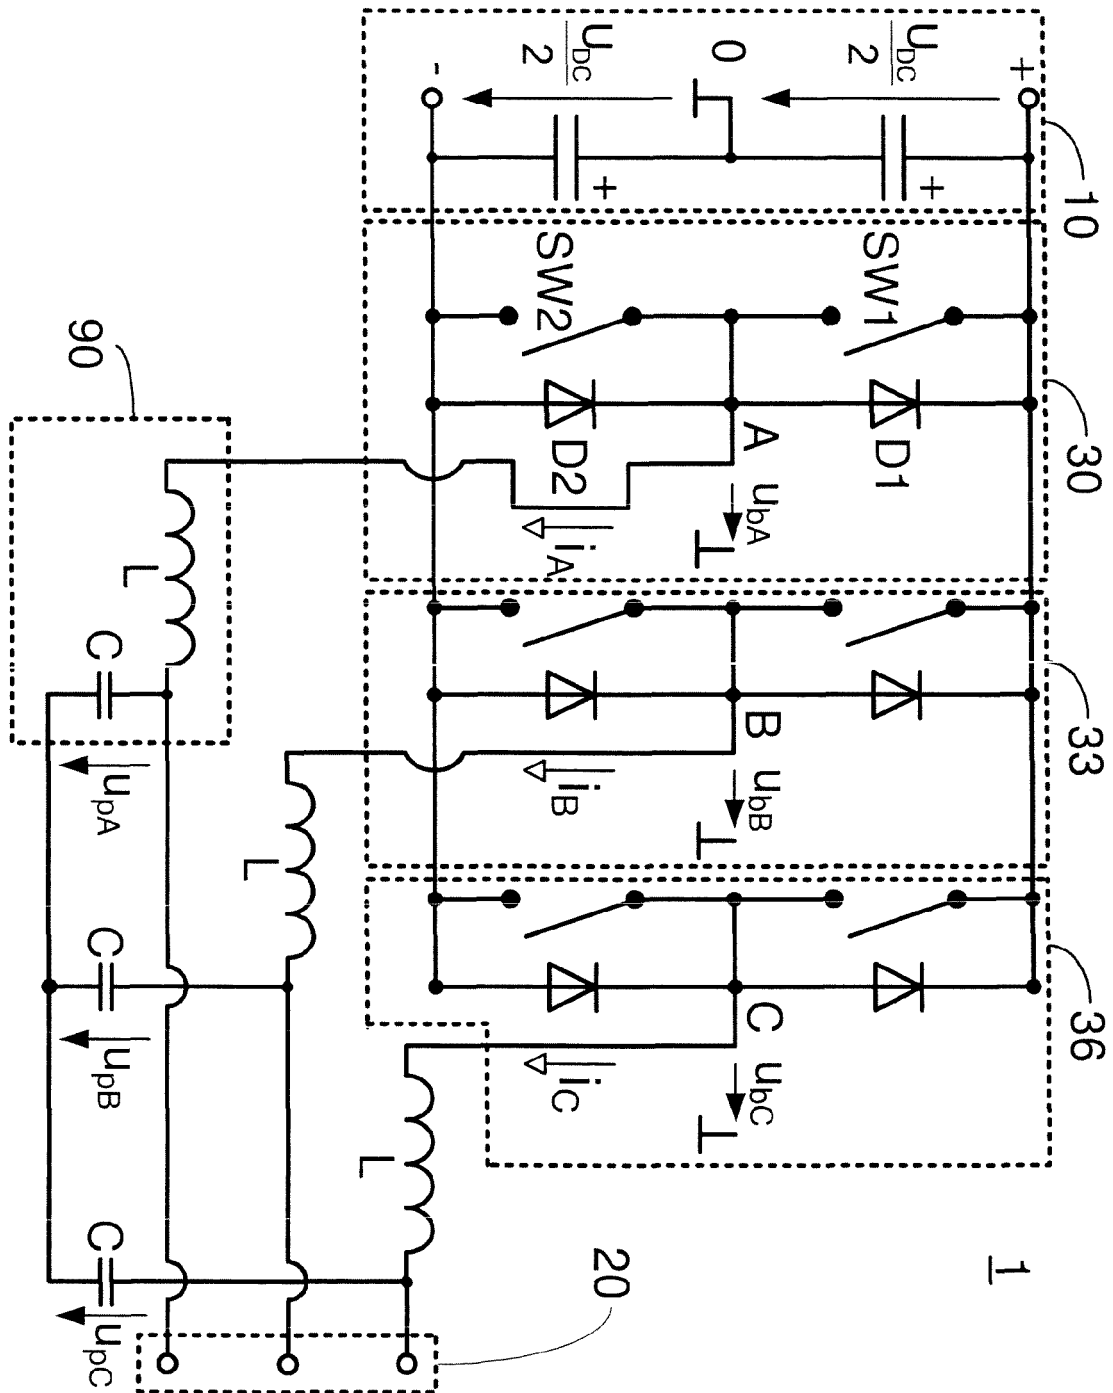 10
30
33
36
+
1
U_DC/2
+
SW1
D1
0
A
u_bA
B
u_bB
C
u_bC
U_DC/2
+
SW2
D2
i_A
i_B
i_C
20
-
L
L
L
90
C
C
C
u_pA
u_pB
u_pC